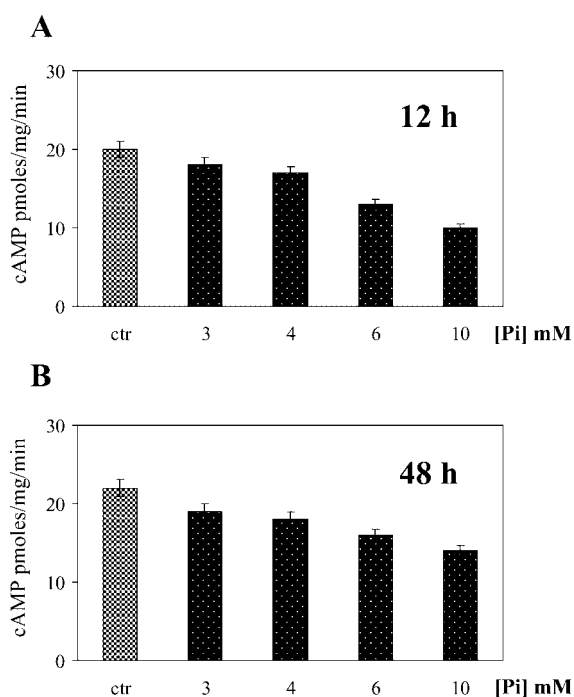 A
cAMP pmoles/mg/min
30
20
10
0
12 h
ctr 3 4 6 10 [Pi] mM
B
cAMP pmoles/mg/min
30
20
10
0
48 h
ctr 3 4 6 10 [Pi] mM